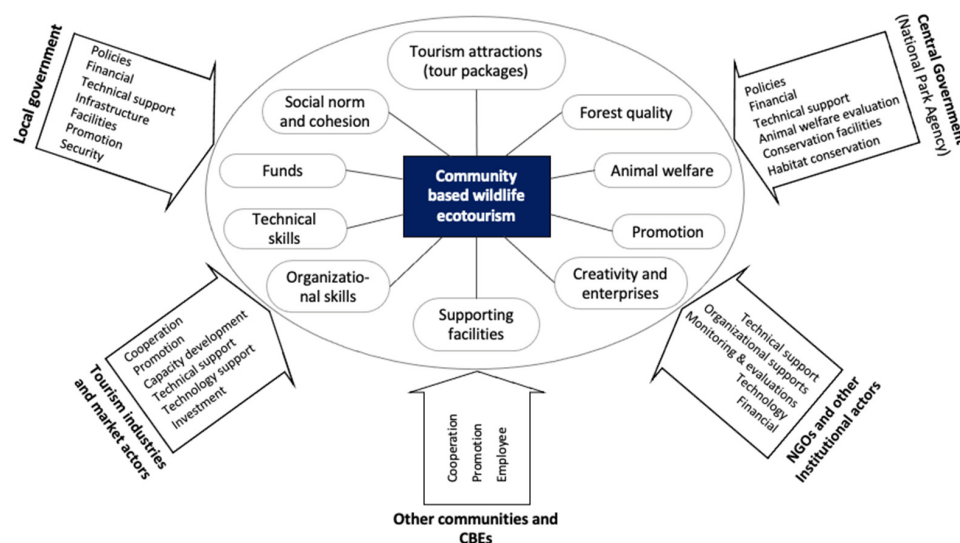 Local government
Policies
Financial
Technical support
Infrastructure
Facilities
Promotion
Security
Tourism attractions
(tour packages)
Social norm
and cohesion
Forest quality
Funds
Community
based wildlife
ecotourism
Animal welfare
Technical
skills
Promotion
Organizatio-
nal skills
Creativity and
enterprises
Supporting
facilities
Central Government
(National Park Agency)
Policies
Financial
Technical support
Animal welfare evaluation
Conservation facilities
Habitat conservation
Tourism industries
and market actors
Cooperation
Promotion
Capacity development
Technical support
Technology support
Investment
Cooperation
Promotion
Employee
Other communities and
CBEs
Technical support
Organizational supports
Monitoring & evaluations
Technology
Financial
NGOs and other
Institutional actors